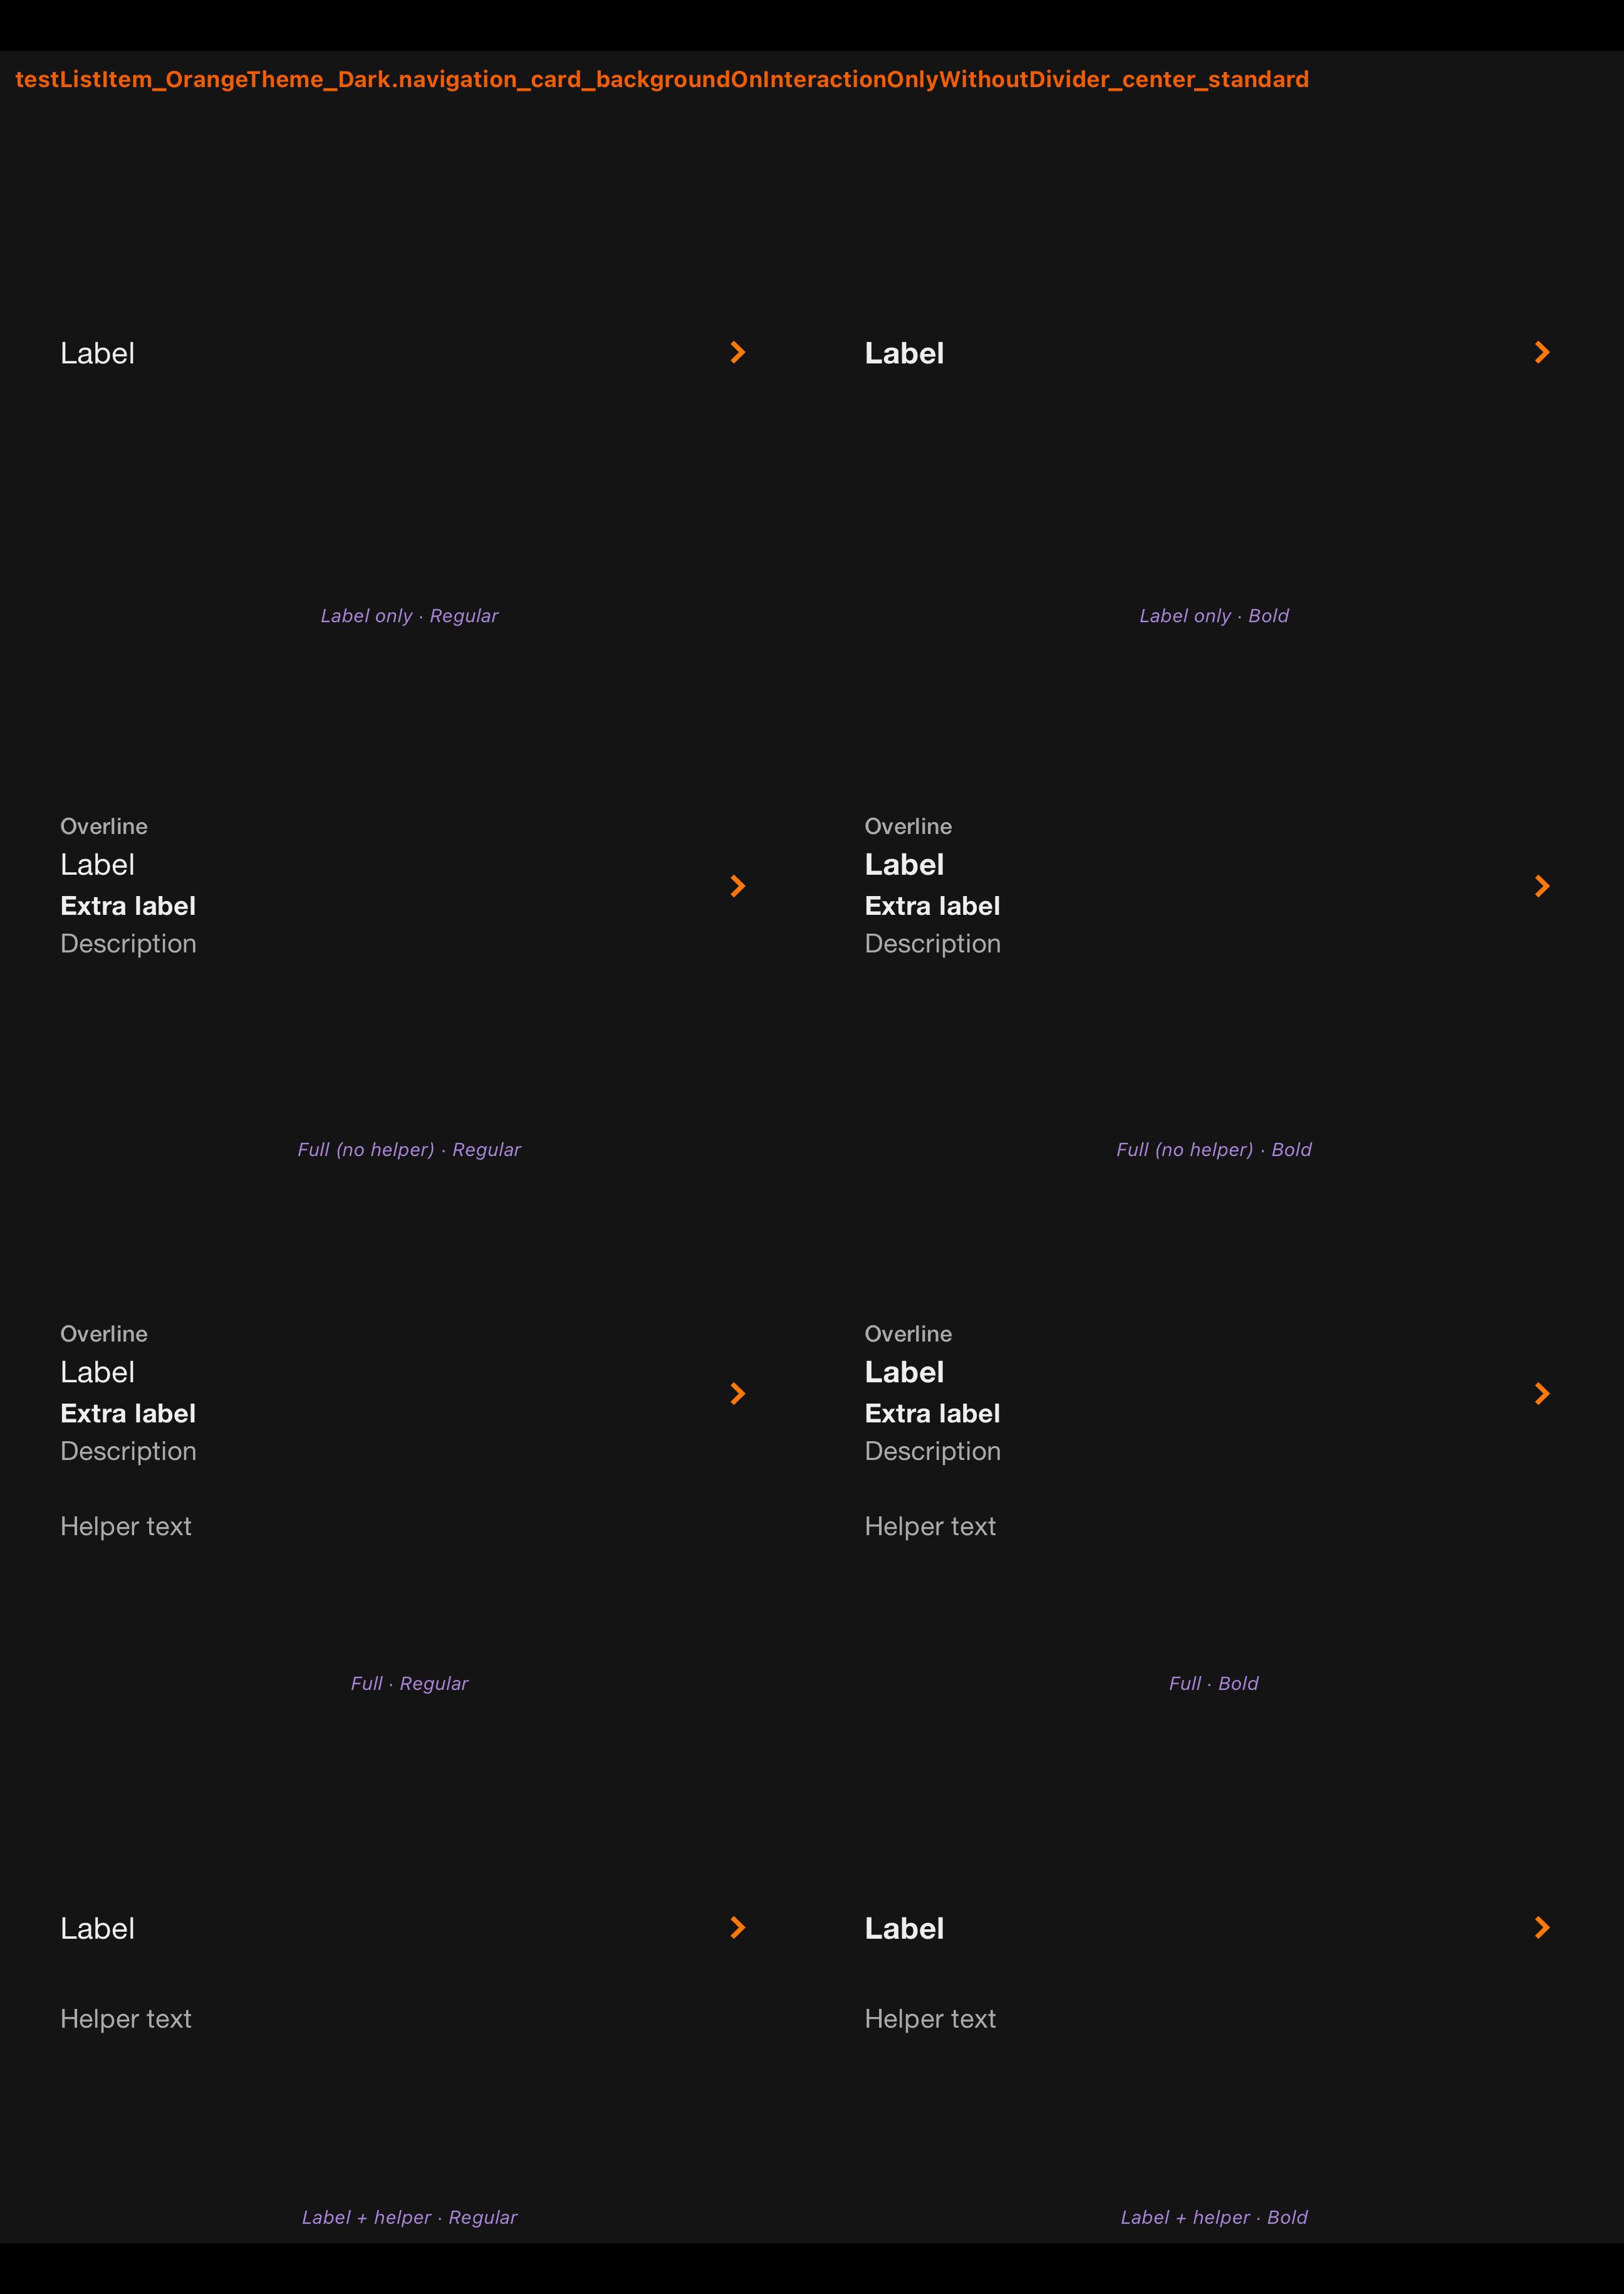 testListItem_OrangeTheme_Dark.navigation_card_backgroundOnInteractionOnlyWithoutDivider_center_standard
Label
Label
Label only · Regular
Label only · Bold
Overline
Label
Extra label
Description
Overline
Label
Extra label
Description
Full (no helper) · Regular
Full (no helper) · Bold
Overline
Label
Extra label
Description
Helper text
Overline
Label
Extra label
Description
Helper text
Full · Regular
Full · Bold
Label
Helper text
Label
Helper text
Label + helper · Regular
Label + helper · Bold